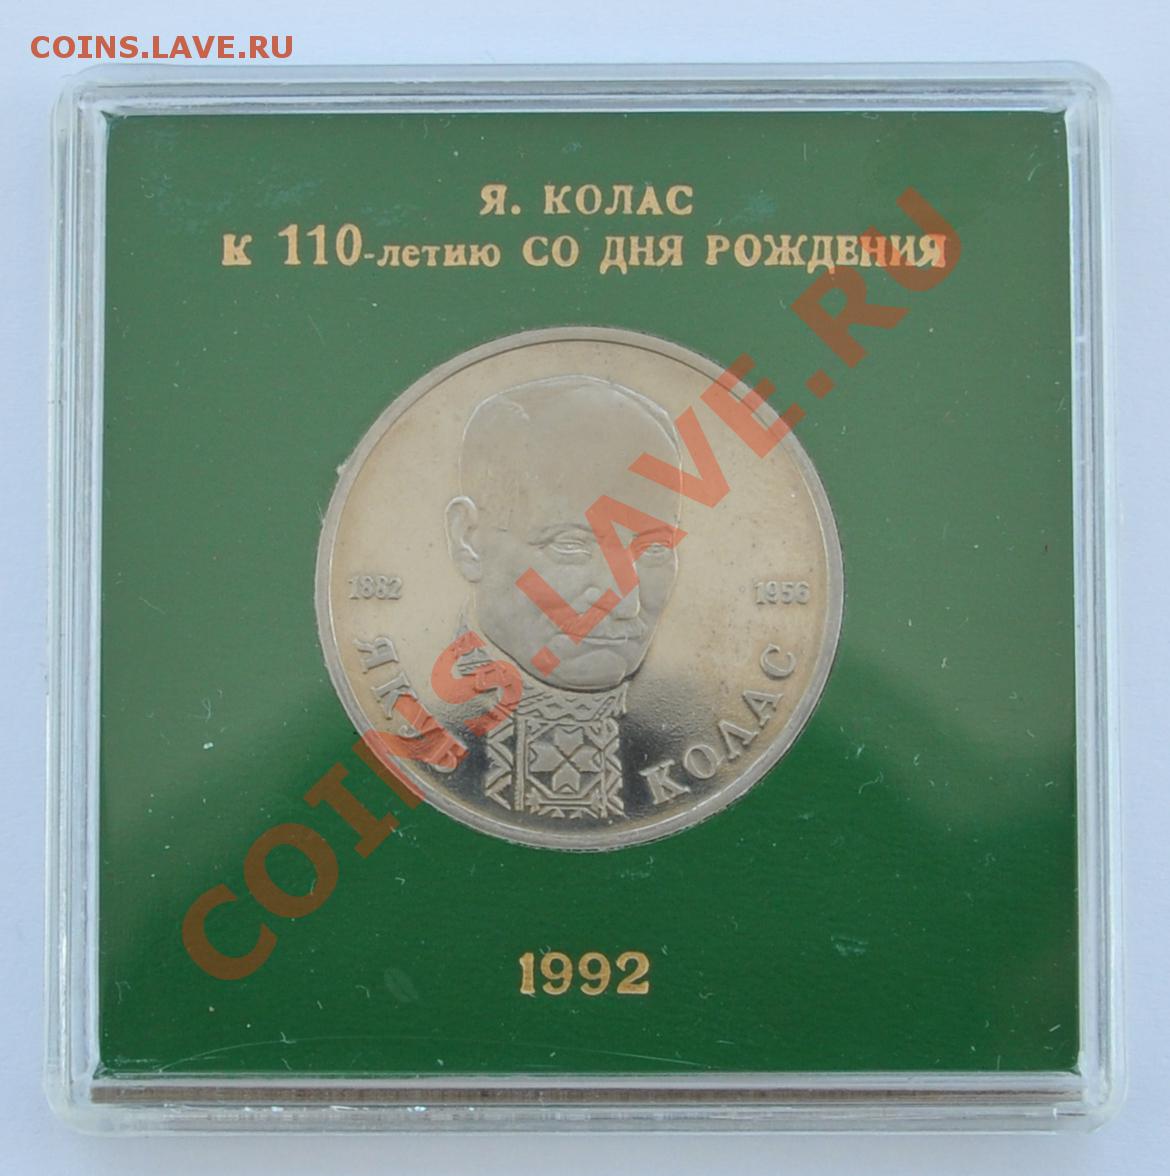 COINS.LAVE.RU
Я. КОЛАС
К 110-летию СО ДНЯ РОЖДЕНИЯ
1882
1956
ЯКУБ
КОЛАС
1992
COINS.LAVE.RU